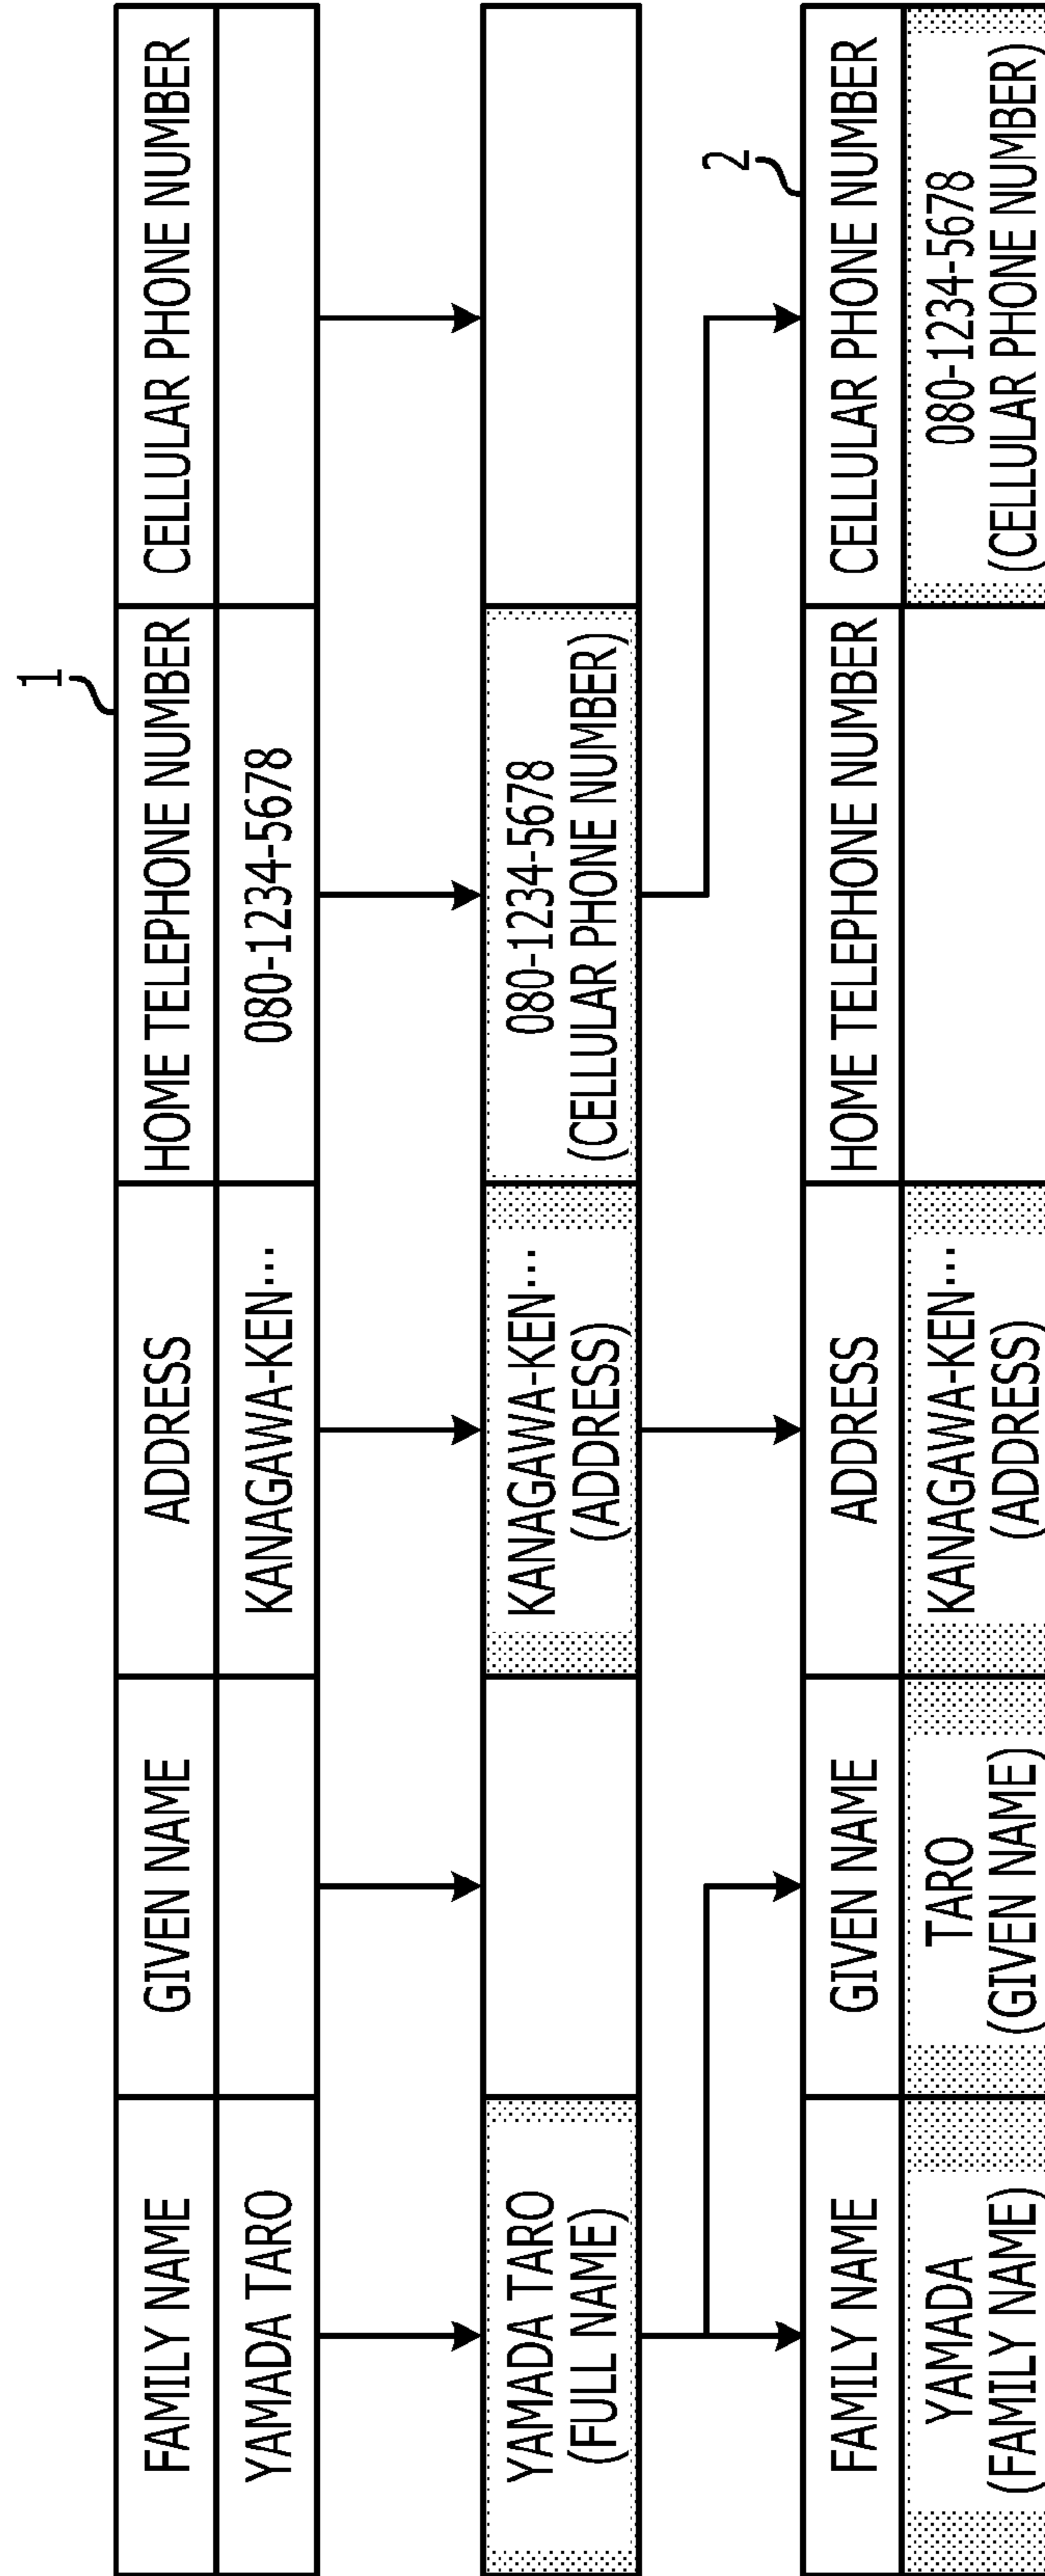 1
FAMILY NAME
GIVEN NAME
ADDRESS
HOME TELEPHONE NUMBER
CELLULAR PHONE NUMBER
YAMADA TARO
KANAGAWA-KEN···
080-1234-5678
YAMADA TARO
(FULL NAME)
KANAGAWA-KEN···
(ADDRESS)
080-1234-5678
(CELLULAR PHONE NUMBER)
2
FAMILY NAME
GIVEN NAME
ADDRESS
HOME TELEPHONE NUMBER
CELLULAR PHONE NUMBER
YAMADA
(FAMILY NAME)
TARO
(GIVEN NAME)
KANAGAWA-KEN···
(ADDRESS)
080-1234-5678
(CELLULAR PHONE NUMBER)